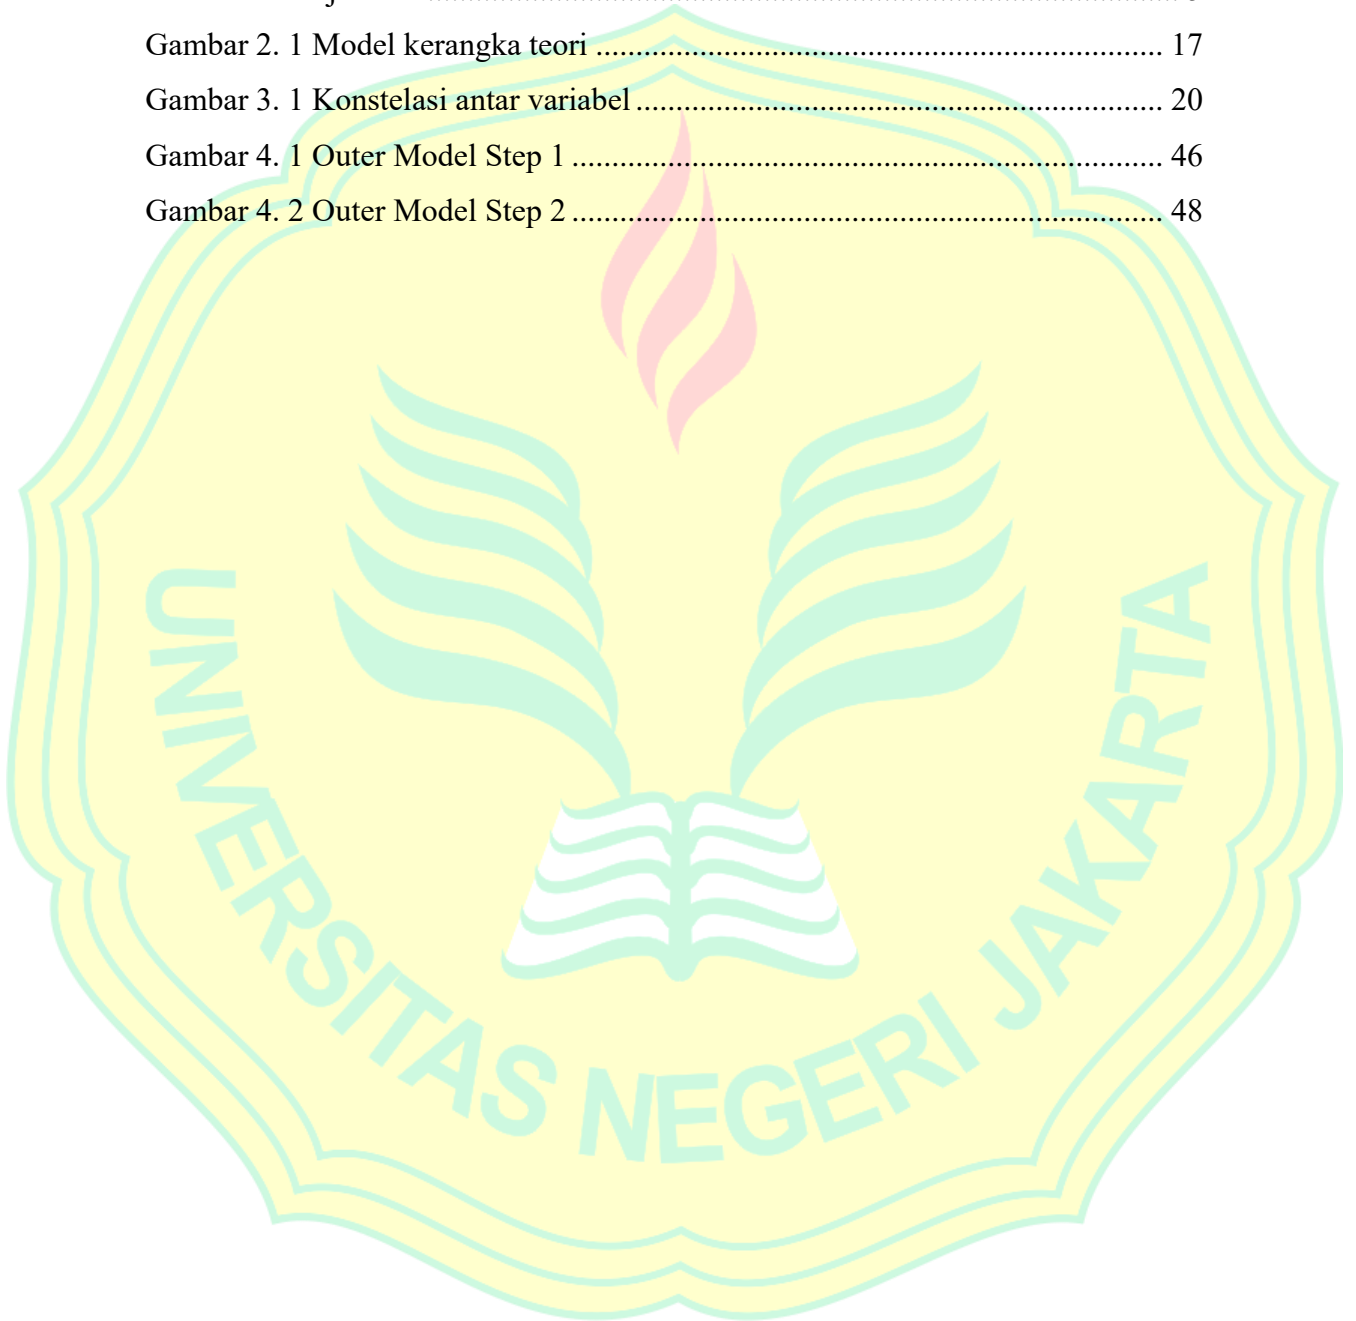 Gambar 2. 1 Model kerangka teori ........................................................................ 17
Gambar 3. 1 Konstelasi antar variabel ................................................................... 20
Gambar 4. 1 Outer Model Step 1 ........................................................................... 46
Gambar 4. 2 Outer Model Step 2 ........................................................................... 48
UNIVERSITAS NEGERI JAKARTA